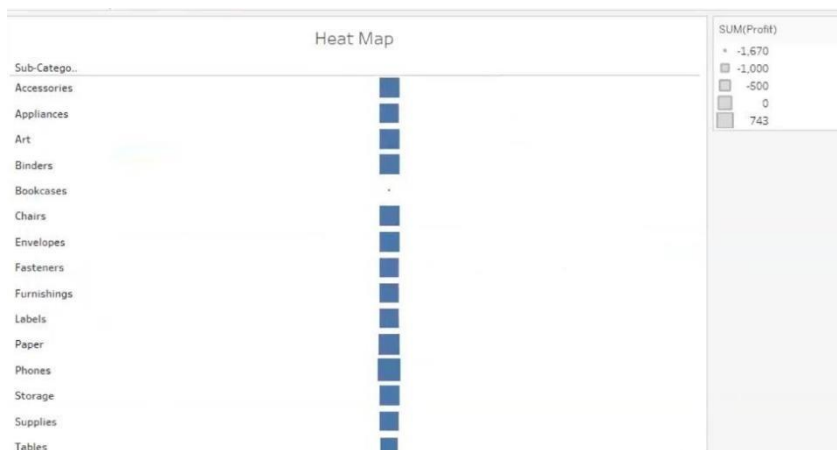 Heat Map
Sub-Catego..
Accessories
Appliances
Art
Binders
Bookcases
Chairs
Envelopes
Fasteners
Furnishings
Labels
Paper
Phones
Storage
Supplies
Tables
SUM(Profit)
-1,670
-1,000
-500
0
743